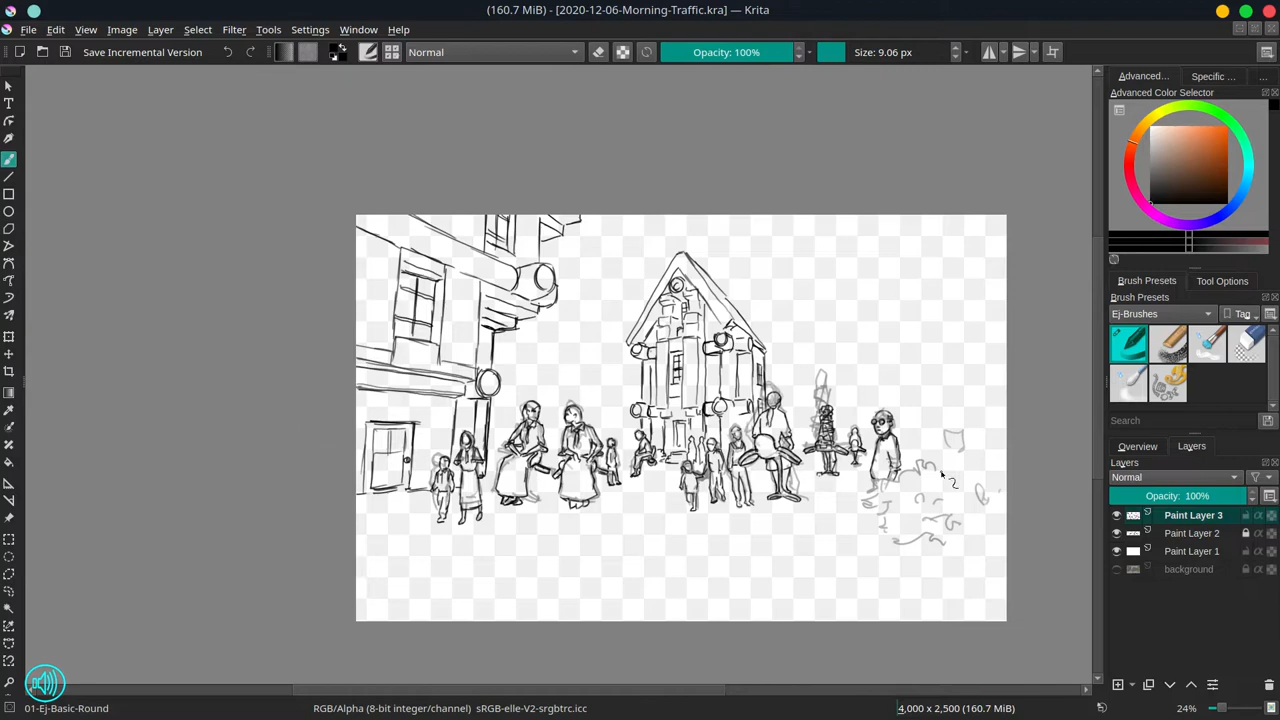 (160.7 MiB) - [2020-12-06-Morning-Traffic.kra] — Krita
File Edit View Image Layer Select Filter Tools Settings Window Help
Save Incremental Version Normal Opacity: 100% Size: 9.06 px
Advanced... Specific ... ...
Advanced Color Selector
Brush Presets Tool Options
Brush Presets
Ej-Brushes Tag
Search
Overview Layers
Layers
Normal
Opacity: 100%
Paint Layer 3
Paint Layer 2
Paint Layer 1
background
01-Ej-Basic-Round RGB/Alpha (8-bit integer/channel) sRGB-elle-V2-srgbtrc.icc 4,000 x 2,500 (160.7 MiB) 24%